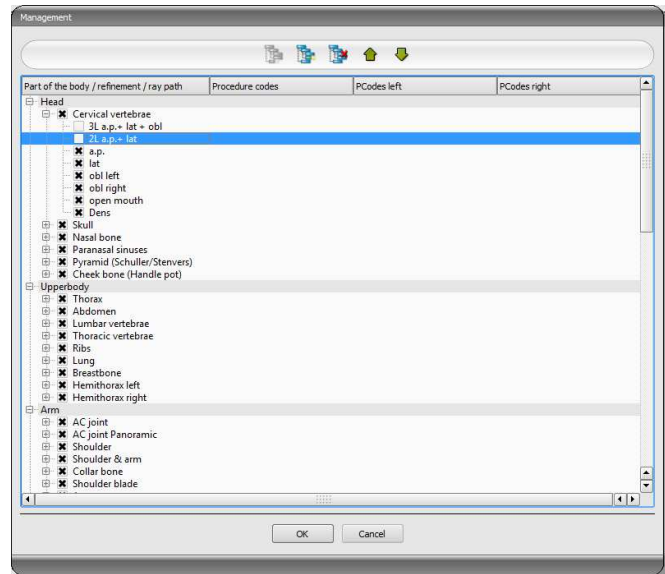 Management
Part of the body / refinement / ray path Procedure codes PCodes left PCodes right
Head
Cervical vertebrae
3L a.p.+ lat + obl
2L a.p.+ lat
a.p.
lat
obl left
obl right
open mouth
Dens
Skull
Nasal bone
Paranasal sinuses
Pyramid (Schuller/Stenvers)
Cheek bone (Handle pot)
Upperbody
Thorax
Abdomen
Lumbar vertebrae
Thoracic vertebrae
Ribs
Lung
Breastbone
Hemithorax left
Hemithorax right
Arm
AC joint
AC joint Panoramic
Shoulder
Shoulder & arm
Collar bone
Shoulder blade
OK Cancel